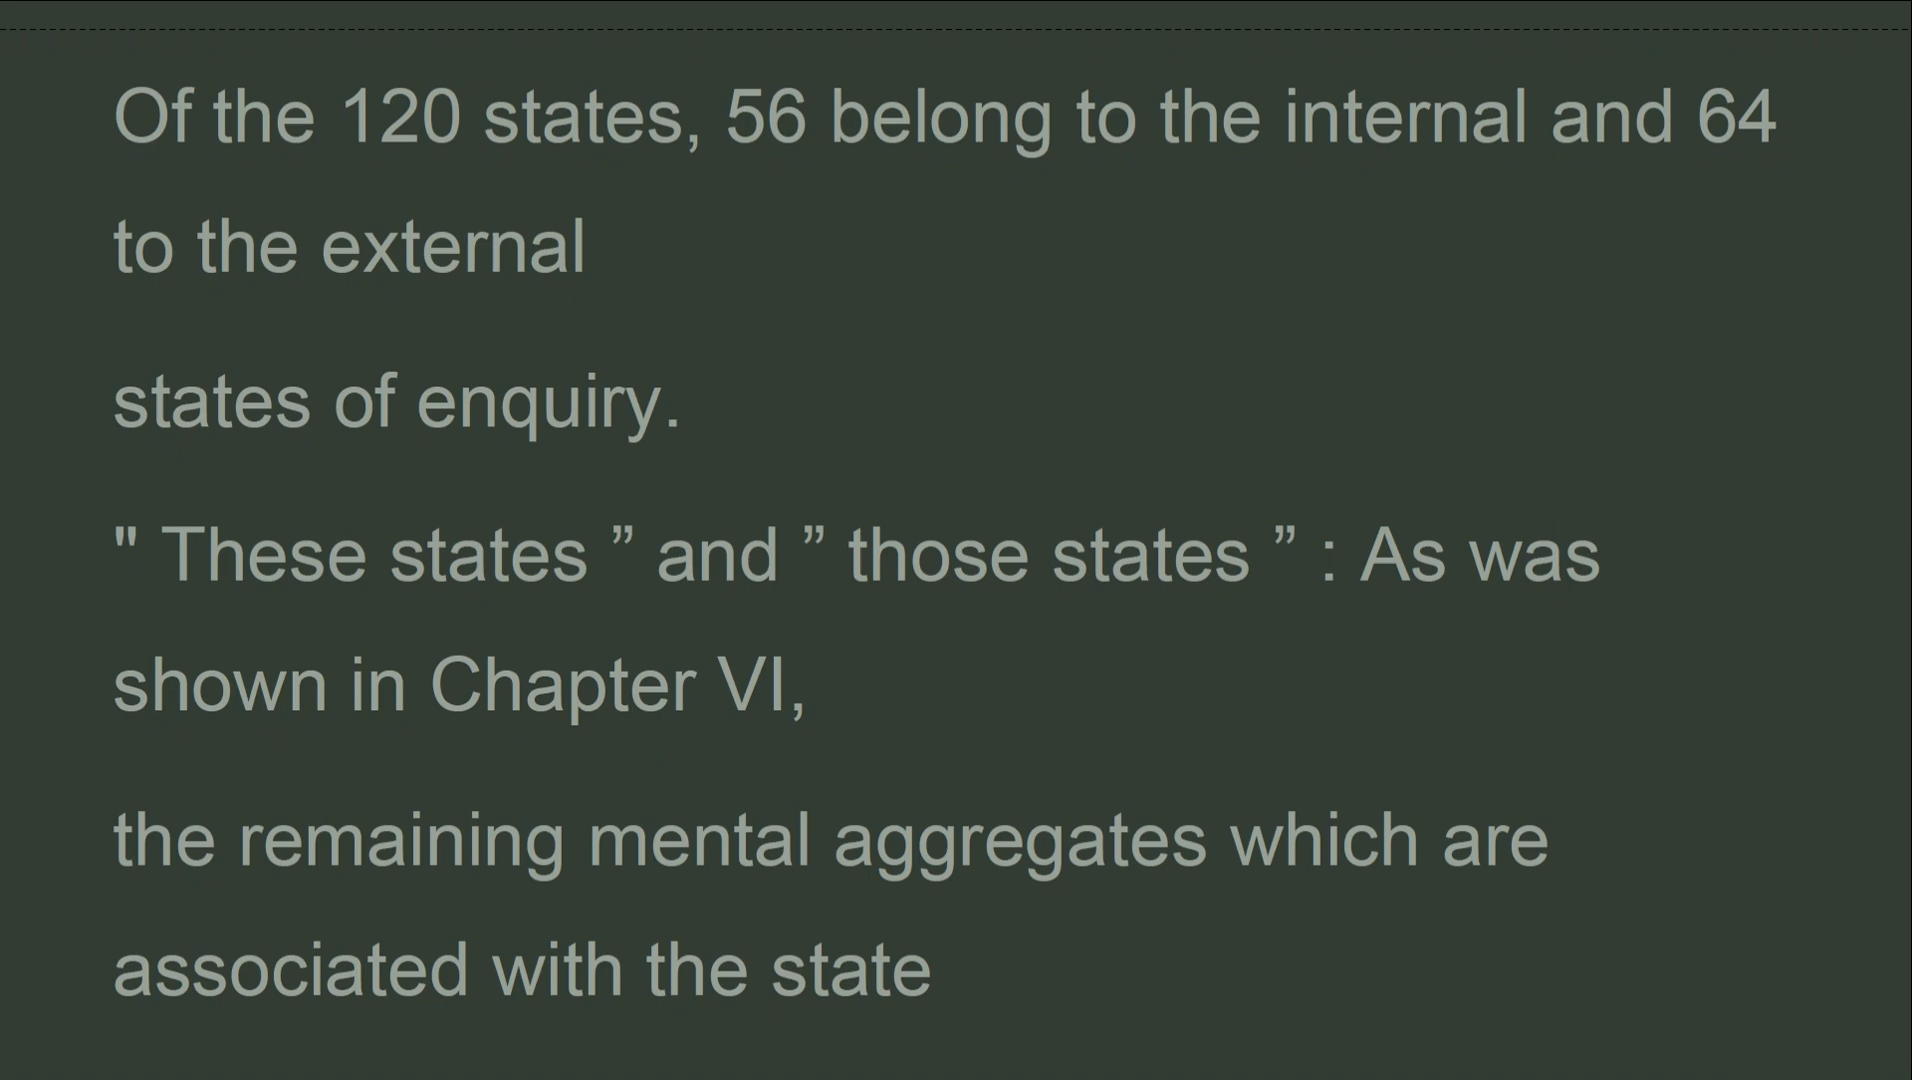 Of the 120 states, 56 belong to the internal and 64
to the external
states of enquiry.
" These states ” and ” those states ” : As was
shown in Chapter VI,
the remaining mental aggregates which are
associated with the state